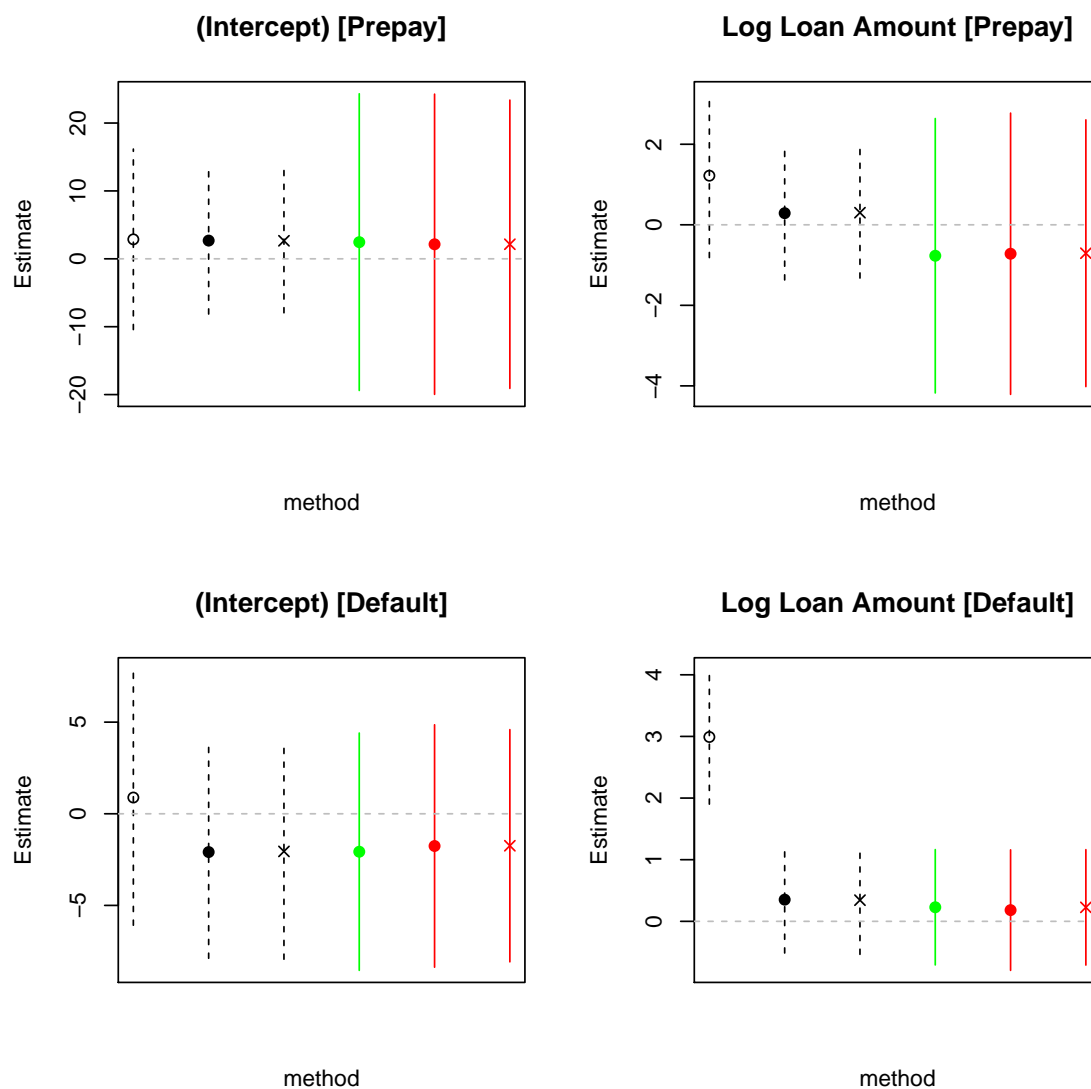 (Intercept) [Prepay]
Estimate
20
10
0
−10
−20
method
Log Loan Amount [Prepay]
Estimate
2
0
−2
−4
method
(Intercept) [Default]
Estimate
5
0
−5
method
Log Loan Amount [Default]
Estimate
4
3
2
1
0
method